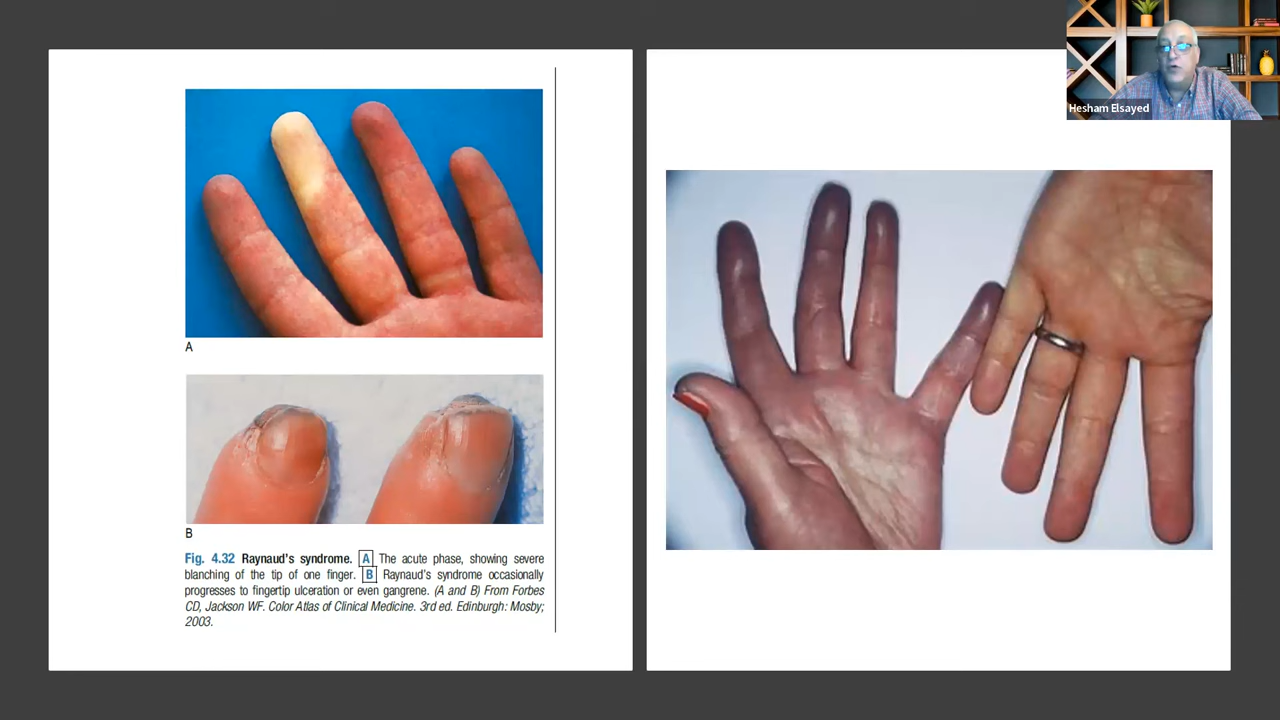 Hesham Elsayed
A
B
Fig. 4.32 Raynaud's syndrome. A The acute phase, showing severe
blanching of the tip of one finger. B Raynaud's syndrome occasionally
progresses to fingertip ulceration or even gangrene. (A and B) From Forbes
CD, Jackson WF. Color Atlas of Clinical Medicine. 3rd ed. Edinburgh: Mosby;
2003.